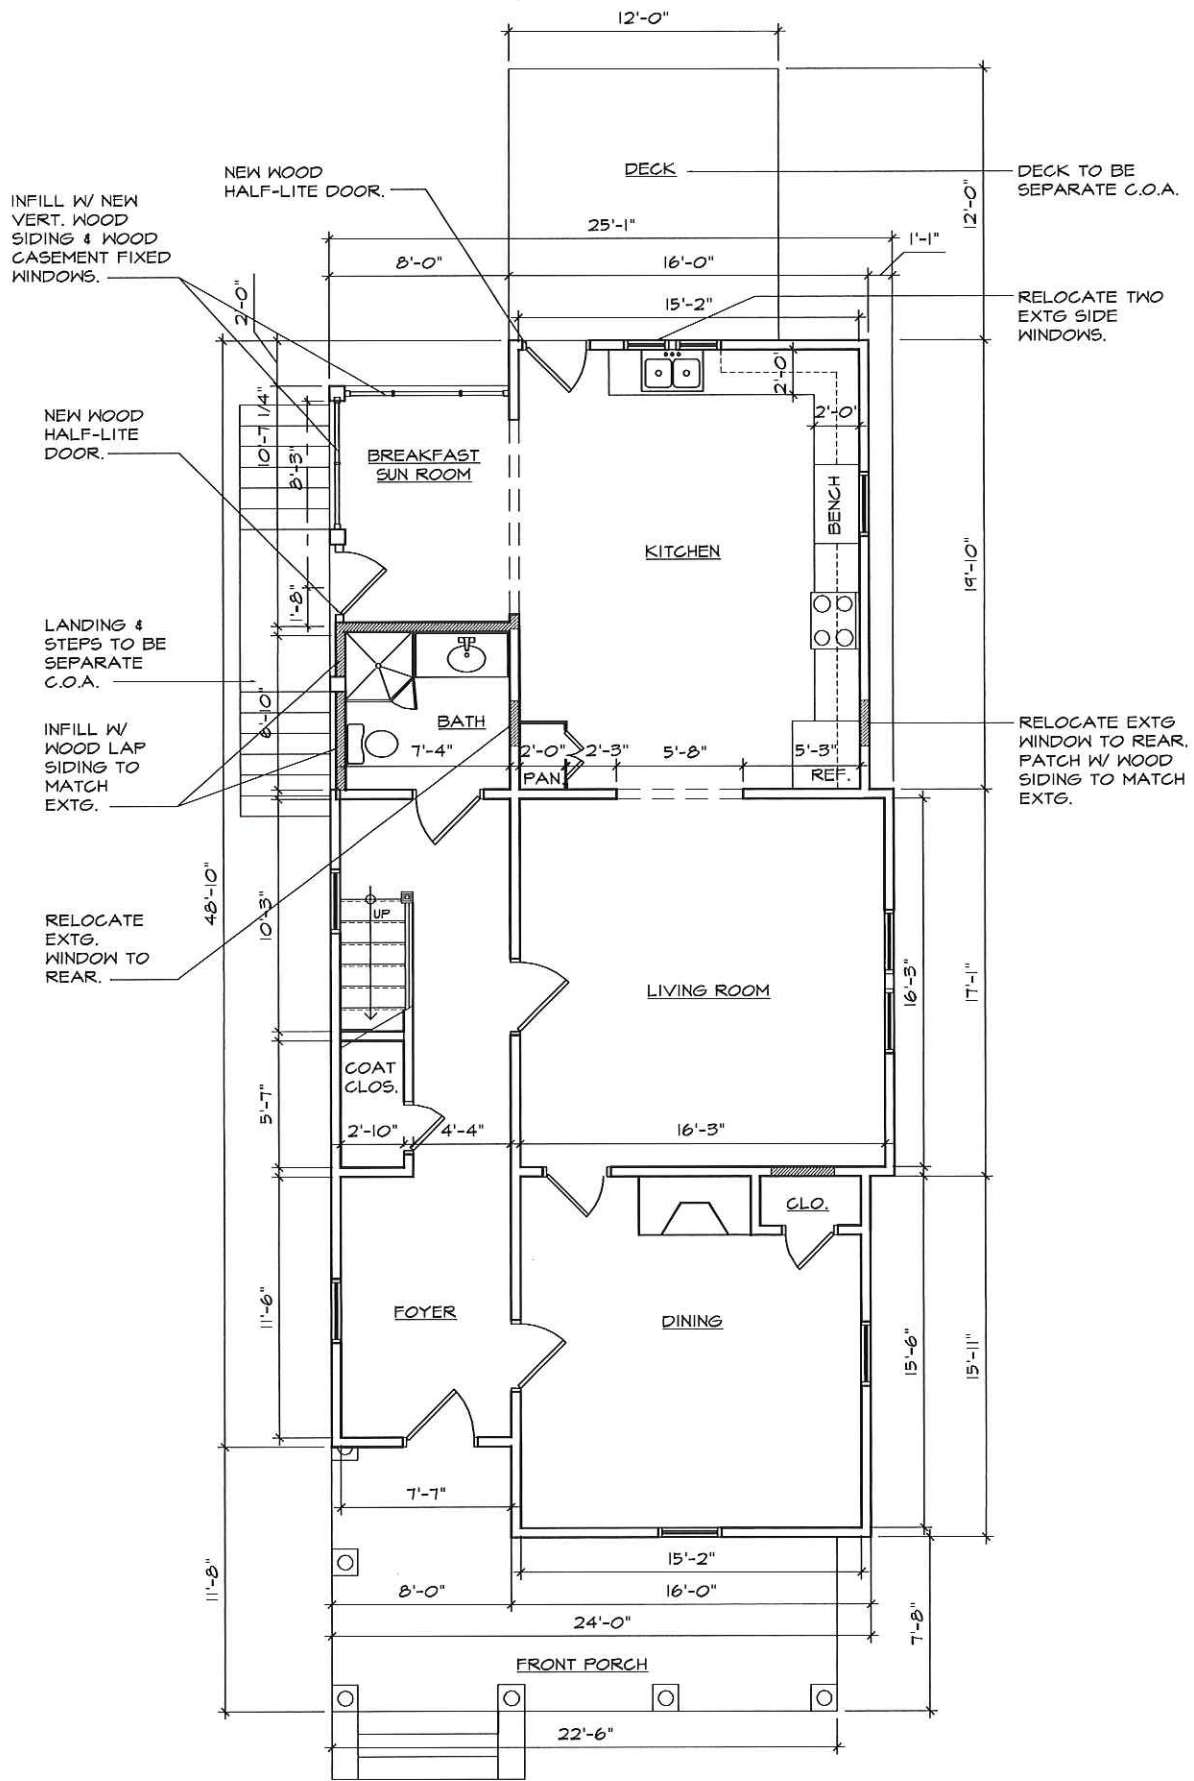 12'-0"
NEW WOOD
HALF-LITE DOOR.
DECK
DECK TO BE
SEPARATE C.O.A.
12'-0"
INFILL W/ NEW
VERT. WOOD
SIDING & WOOD
CASEMENT FIXED
WINDOWS.
25'-1"
1'-1"
8'-0"
16'-0"
2'-0"
15'-2"
RELOCATE TWO
EXTG SIDE
WINDOWS.
2'-0"
2'-0"
NEW WOOD
HALF-LITE
DOOR.
10'-7 1/4"
8'-3"
BREAKFAST
SUN ROOM
BENCH
KITCHEN
19'-10"
1'-8"
LANDING &
STEPS TO BE
SEPARATE
C.O.A.
8'-10"
BATH
INFILL W/
WOOD LAP
SIDING TO
MATCH
EXTG.
7'-4"
2'-0"
2'-3"
5'-8"
5'-3"
PAN.
REF.
RELOCATE EXTG
WINDOW TO REAR.
PATCH W/ WOOD
SIDING TO MATCH
EXTG.
48'-10"
10'-3"
UP
RELOCATE
EXTG.
WINDOW TO
REAR.
LIVING ROOM
16'-3"
17'-1"
COAT
CLOS.
5'-7"
2'-10"
4'-4"
16'-3"
CLO.
11'-6"
FOYER
DINING
15'-6"
15'-11"
7'-7"
15'-2"
11'-8"
8'-0"
16'-0"
24'-0"
7'-8"
FRONT PORCH
22'-6"